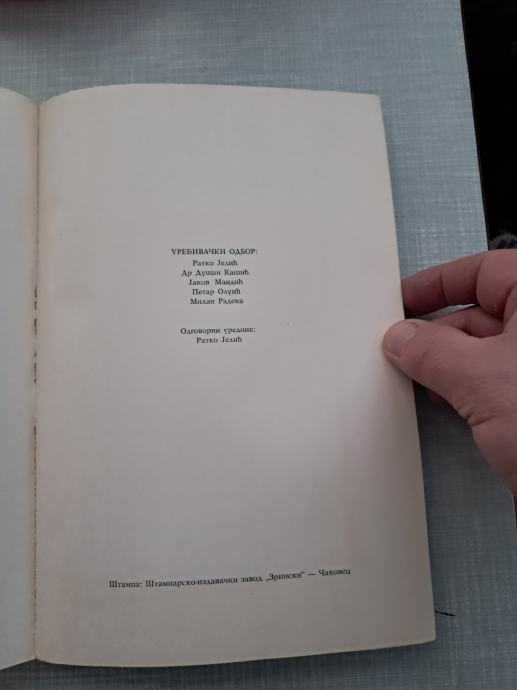 УРЕЂИВАЧКИ ОДБОР:
Ратко Јелић
Др Душан Кашић
Јаков Мандић
Петар Олуић
Милан Радека
Одговорни уредник:
Ратко Јелић
Штампа: Штампарско-издавачки завод „Зрински“ — Чаковец